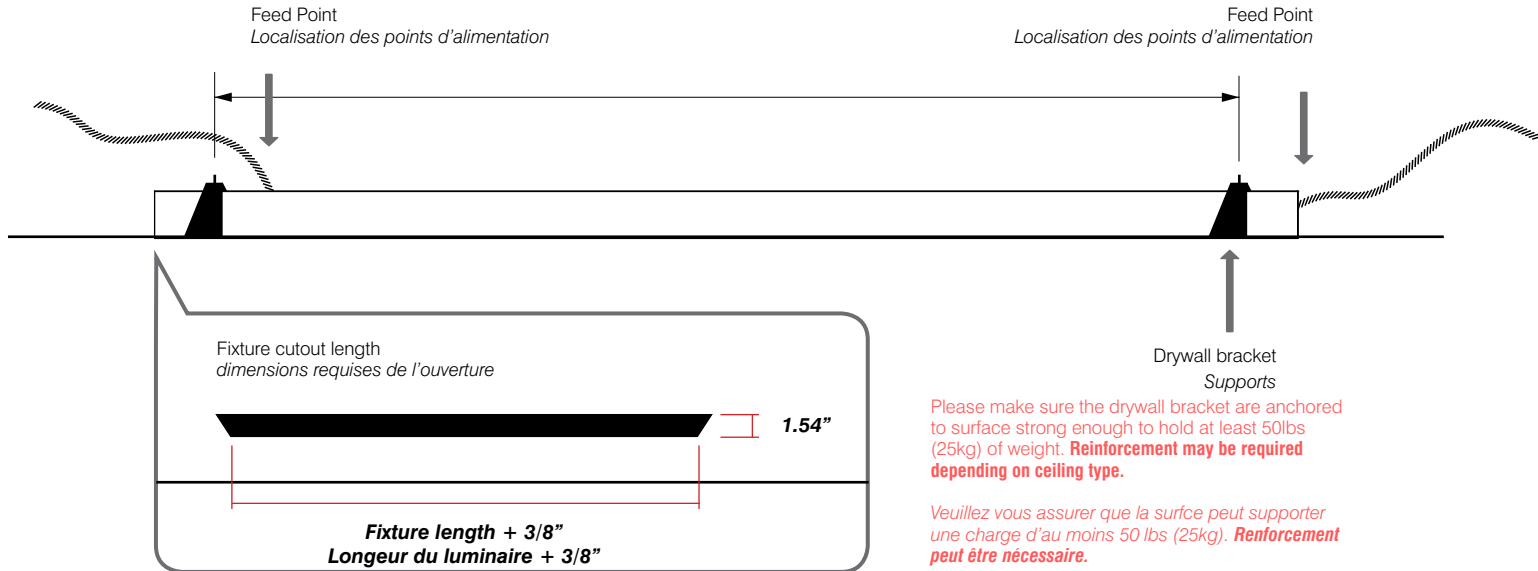 Feed Point
Localisation des points d’alimentation
Feed Point
Localisation des points d’alimentation
Fixture cutout length
dimensions requises de l’ouverture
1.54”
Fixture length + 3/8”
Longeur du luminaire + 3/8”
Drywall bracket
Supports
Please make sure the drywall bracket are anchored
to surface strong enough to hold at least 50lbs
(25kg) of weight. Reinforcement may be required
depending on ceiling type.
Veuillez vous assurer que la surfce peut supporter
une charge d’au moins 50 lbs (25kg). Renforcement
peut être nécessaire.